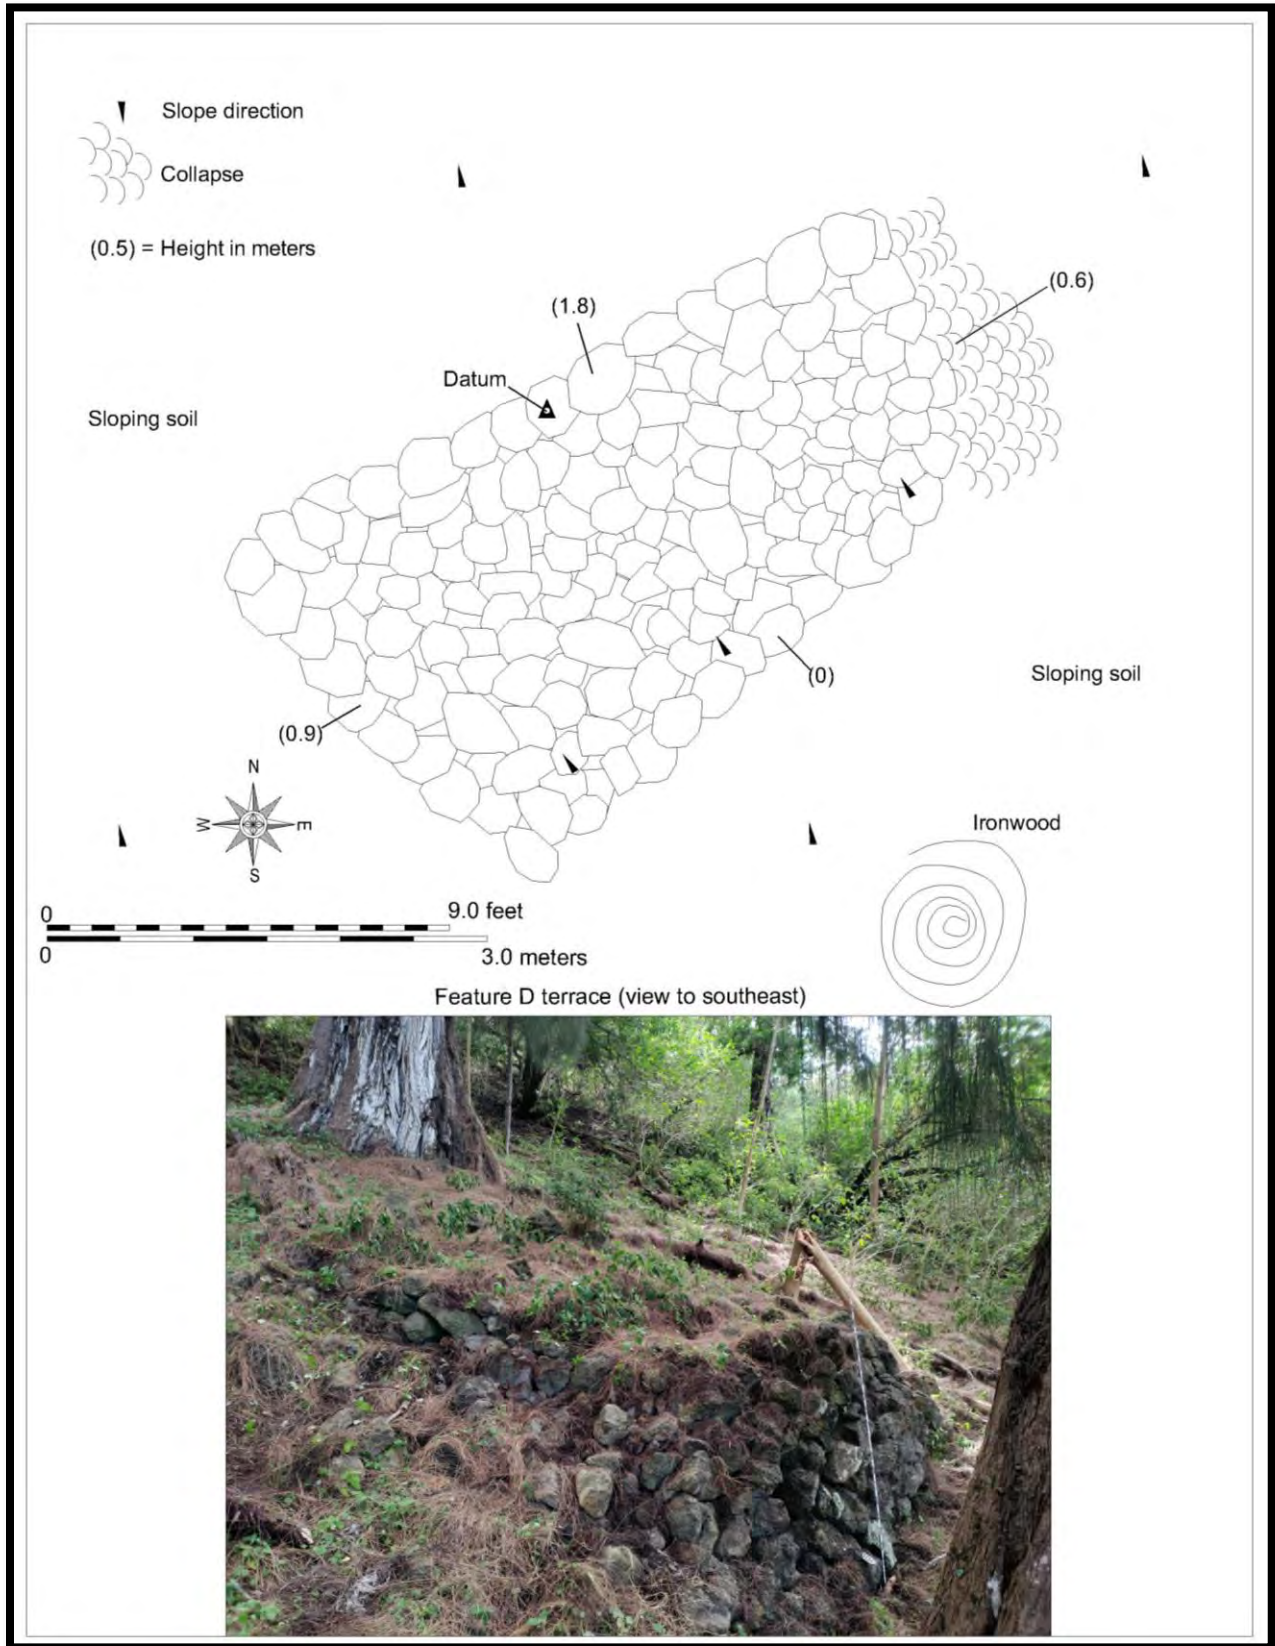 Slope direction
Collapse
(0.5) = Height in meters
(0.6)
(1.8)
Datum
Sloping soil
(0)
Sloping soil
(0.9)
N
W
E
S
Ironwood
0
9.0 feet
0
3.0 meters
Feature D terrace (view to southeast)